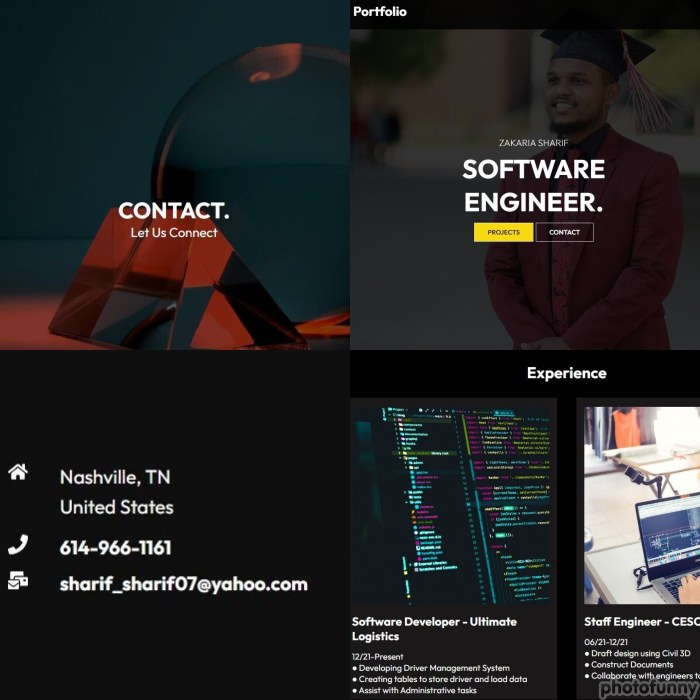 CONTACT.
Let Us Connect
Portfolio
ZAKARIA SHARIF
SOFTWARE
ENGINEER.
PROJECTS
CONTACT
Nashville, TN
United States
614-966-1161
sharif_sharif07@yahoo.com
Experience
Software Developer - Ultimate
Logistics
12/21-Present
● Developing Driver Management System
● Creating tables to store driver and load data
● Assist with Administrative tasks
Staff Engineer - CESO
06/21-12/21
● Draft design using Civil 3D
● Construct Documents
● Collaborate with engineers
photofunny